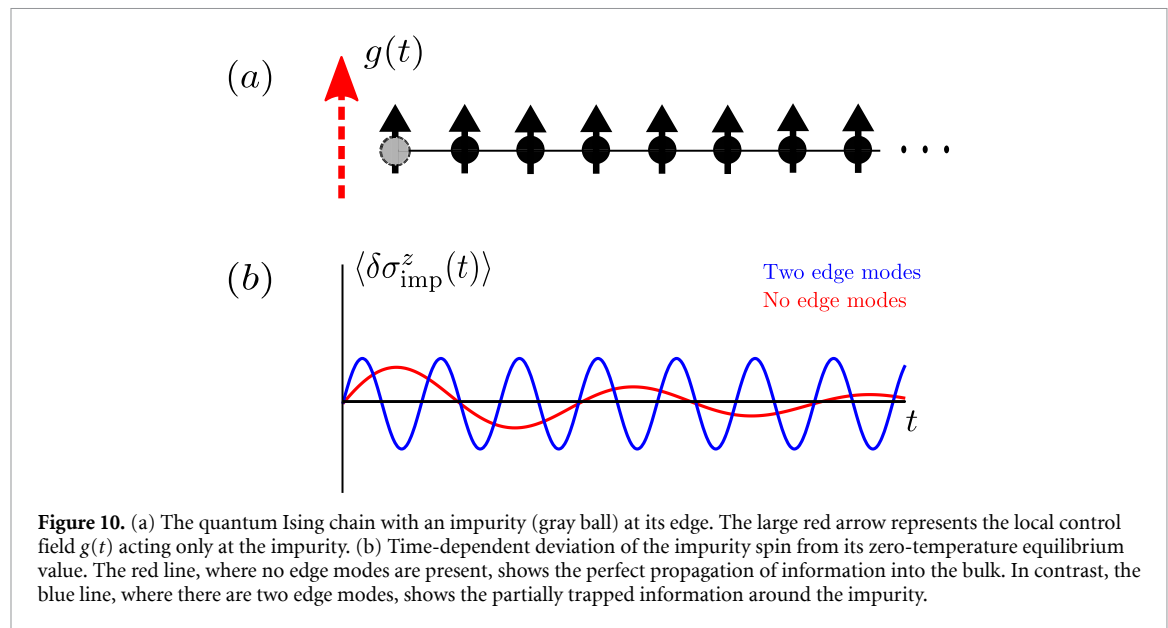 (a)
g(t)
(b)
⟨δσ^z_imp(t)⟩
Two edge modes
No edge modes
t
Figure 10. (a) The quantum Ising chain with an impurity (gray ball) at its edge. The large red arrow represents the local control
field g(t) acting only at the impurity. (b) Time-dependent deviation of the impurity spin from its zero-temperature equilibrium
value. The red line, where no edge modes are present, shows the perfect propagation of information into the bulk. In contrast, the
blue line, where there are two edge modes, shows the partially trapped information around the impurity.